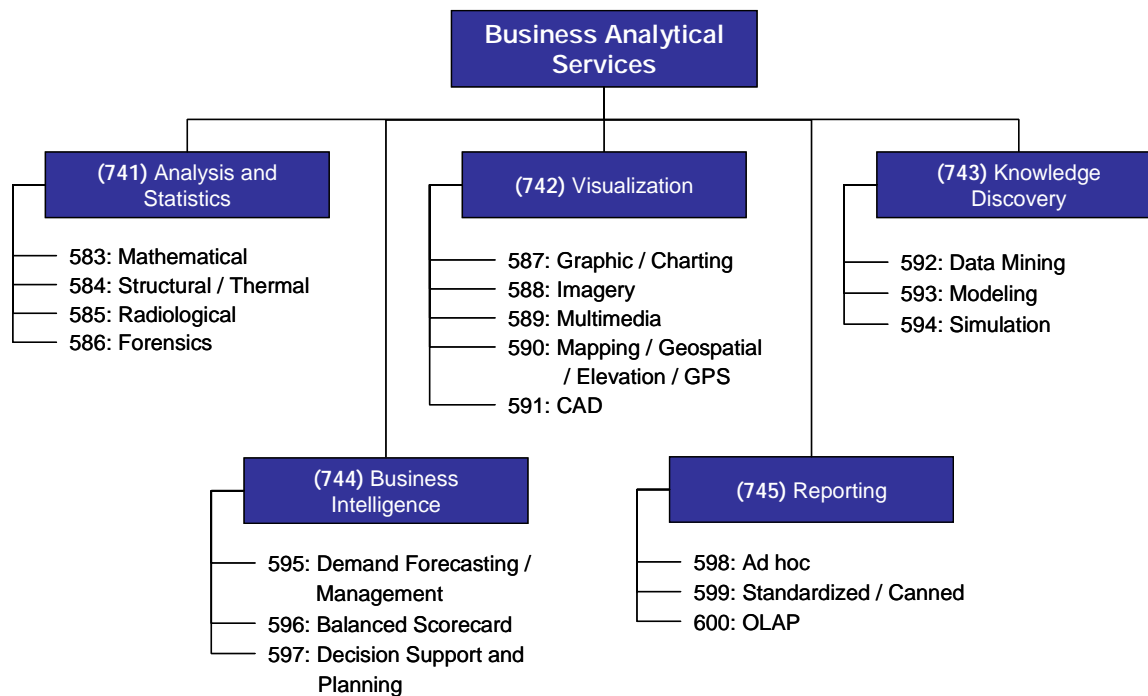 Business Analytical
Services
(741) Analysis and
Statistics
583: Mathematical
584: Structural / Thermal
585: Radiological
586: Forensics
(742) Visualization
587: Graphic / Charting
588: Imagery
589: Multimedia
590: Mapping / Geospatial
/ Elevation / GPS
591: CAD
(743) Knowledge
Discovery
592: Data Mining
593: Modeling
594: Simulation
(744) Business
Intelligence
595: Demand Forecasting /
Management
596: Balanced Scorecard
597: Decision Support and
Planning
(745) Reporting
598: Ad hoc
599: Standardized / Canned
600: OLAP